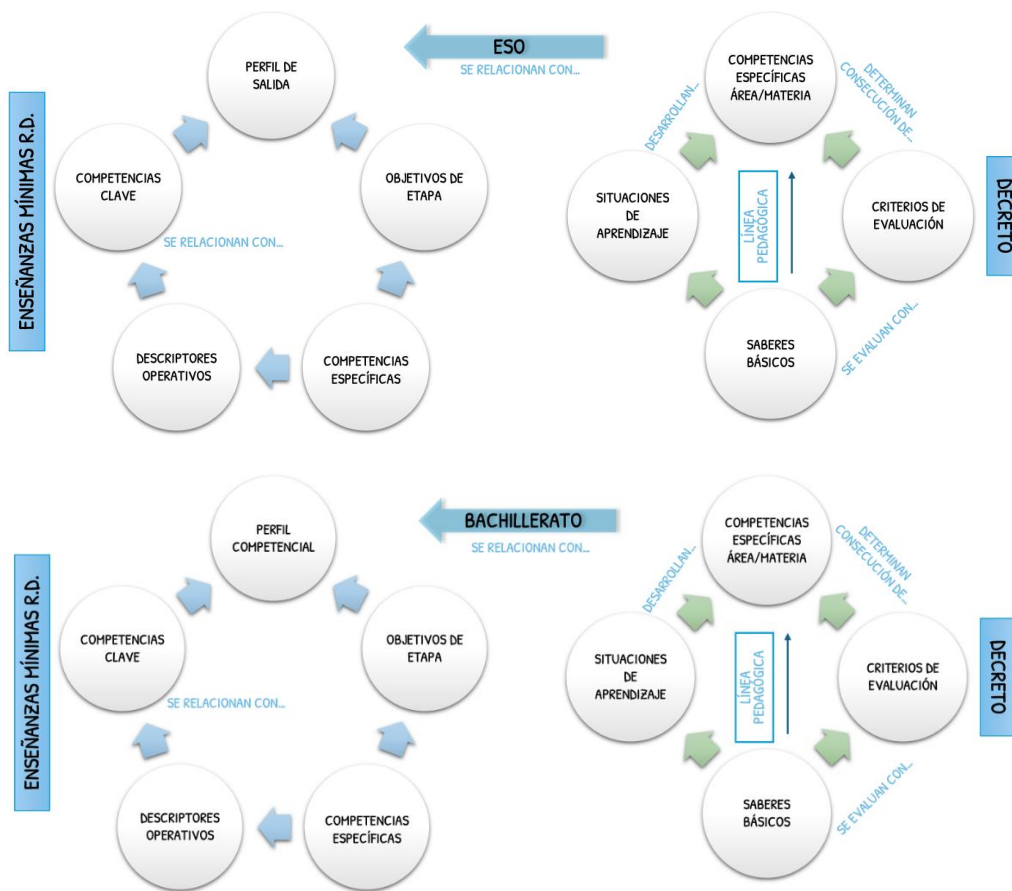 ESO
SE RELACIONAN CON...
PERFIL DE
SALIDA
COMPETENCIAS
CLAVE
OBJETIVOS DE
ETAPA
SE RELACIONAN CON...
DESCRIPTORES
OPERATIVOS
COMPETENCIAS
ESPECÍFICAS
ENSEÑANZAS MÍNIMAS R.D.
COMPETENCIAS
ESPECÍFICAS
ÁREA/MATERIA
DESARROLLAN...
DETERMINAN
CONSECUCIÓN DE...
SITUACIONES
DE
APRENDIZAJE
LÍNEA
PEDAGÓGICA
CRITERIOS DE
EVALUACIÓN
SABERES
BÁSICOS
SE EVALUAN CON...
DECRETO
BACHILLERATO
SE RELACIONAN CON...
PERFIL
COMPETENCIAL
COMPETENCIAS
CLAVE
OBJETIVOS DE
ETAPA
SE RELACIONAN CON...
DESCRIPTORES
OPERATIVOS
COMPETENCIAS
ESPECÍFICAS
ENSEÑANZAS MÍNIMAS R.D.
COMPETENCIAS
ESPECÍFICAS
ÁREA/MATERIA
DESARROLLAN...
DETERMINAN
CONSECUCIÓN DE...
SITUACIONES
DE
APRENDIZAJE
LÍNEA
PEDAGÓGICA
CRITERIOS DE
EVALUACIÓN
SABERES
BÁSICOS
SE EVALUAN CON...
DECRETO